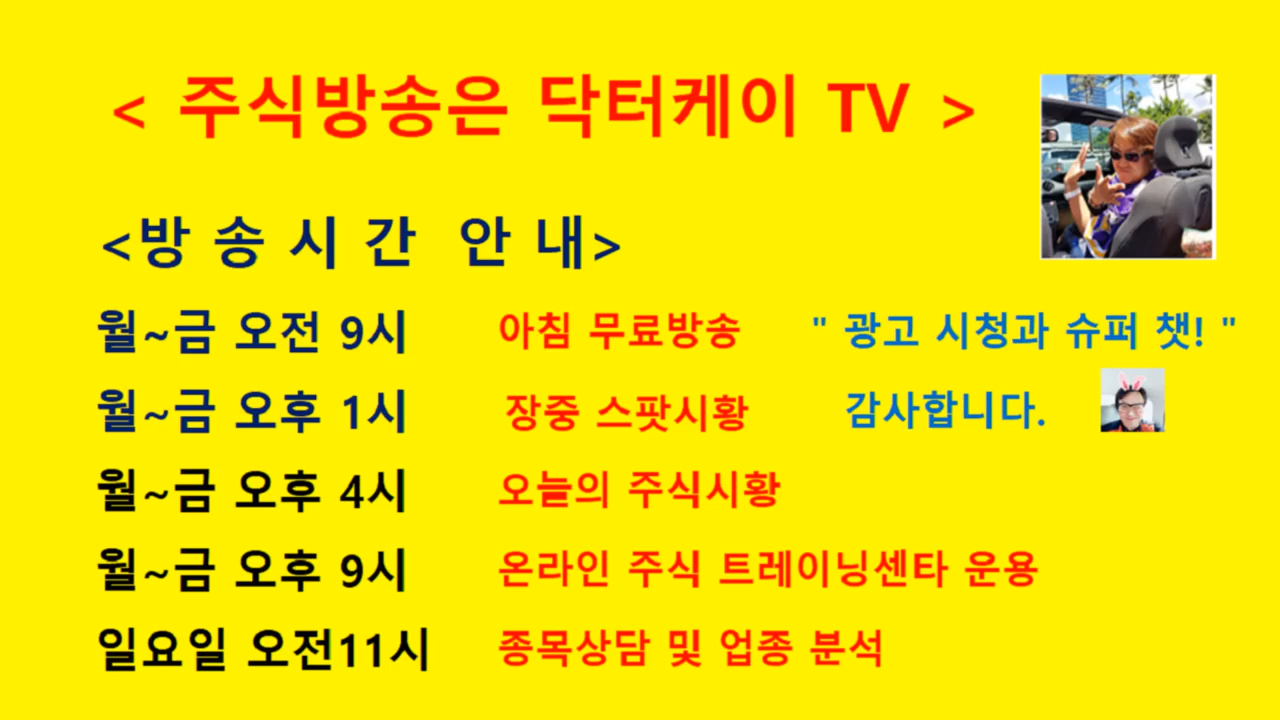 < 주식방송은 닥터케이 TV >
<방 송 시 간 안 내>
월~금 오전 9시 아침 무료방송 " 광고 시청과 슈퍼 챗! "
월~금 오후 1시 장중 스팟시황 감사합니다.
월~금 오후 4시 오늘의 주식시황
월~금 오후 9시 온라인 주식 트레이닝센타 운용
일요일 오전11시 종목상담 및 업종 분석